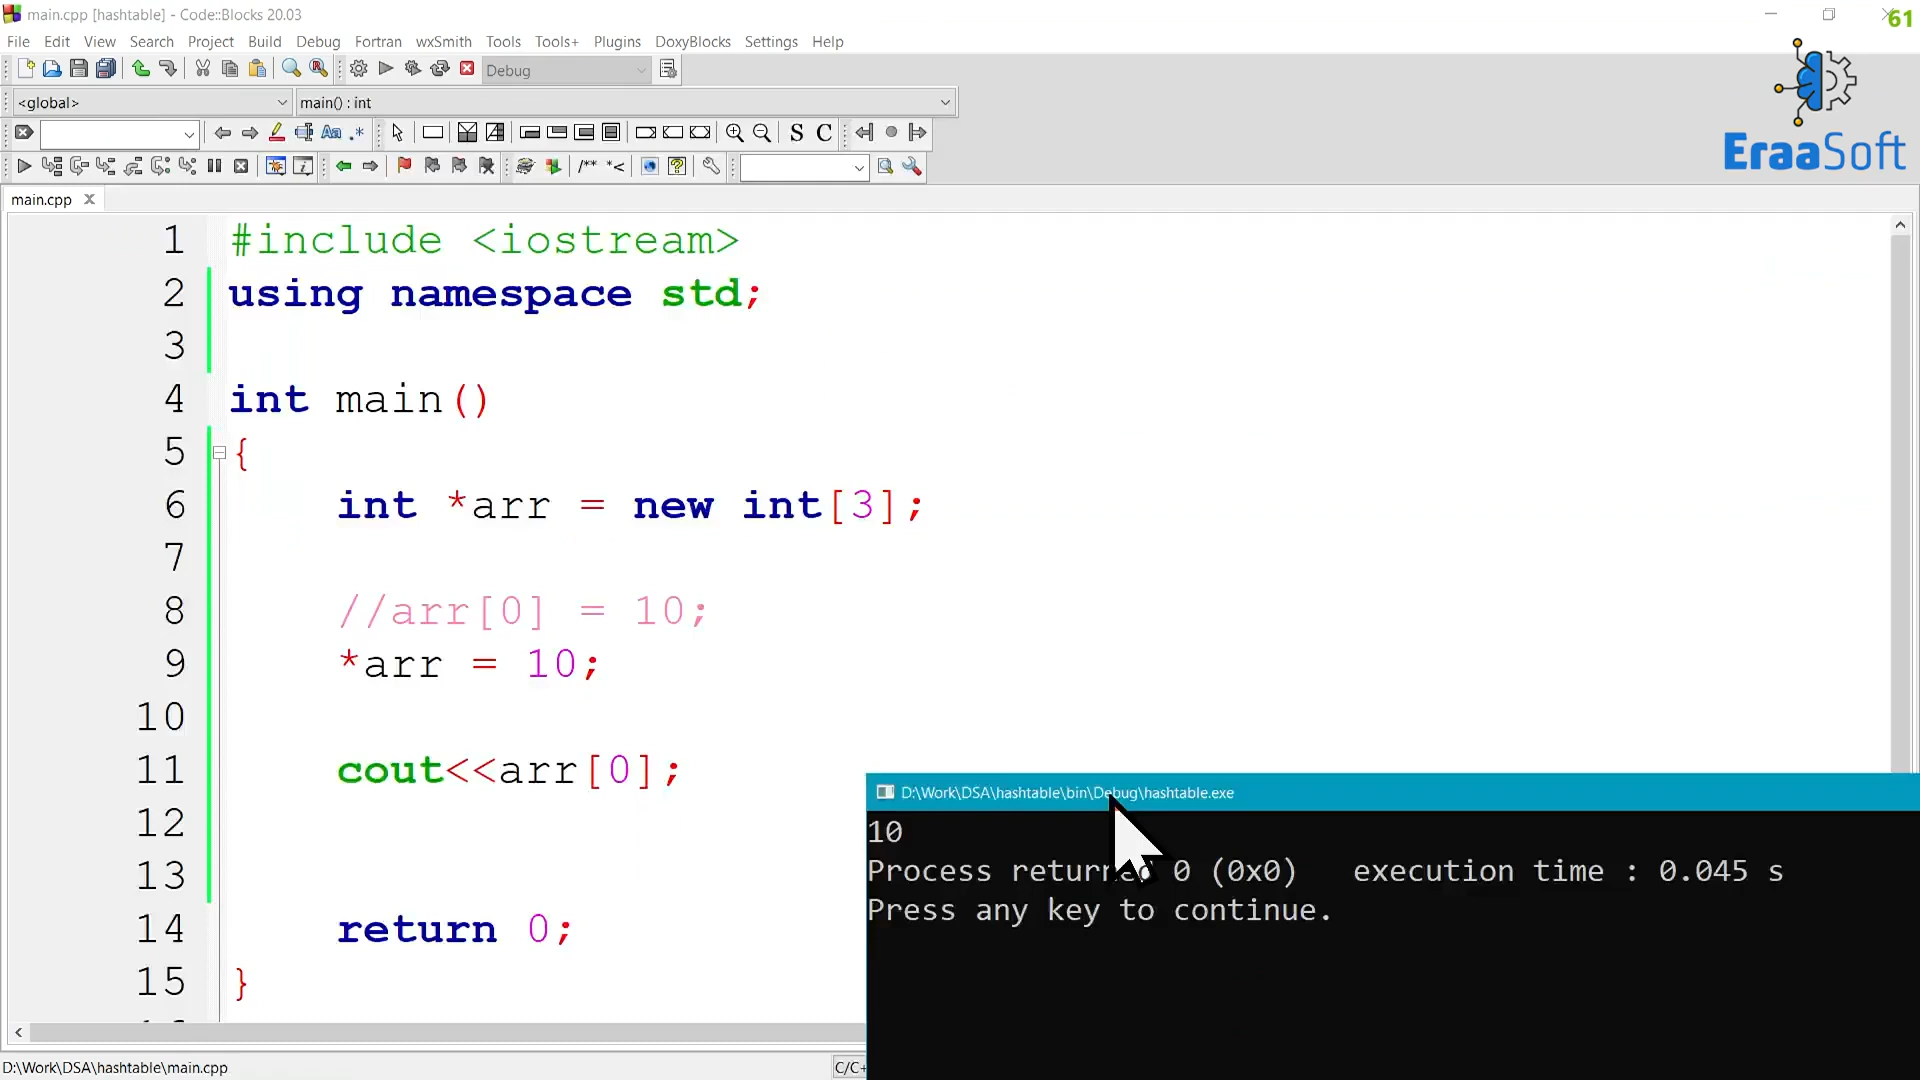 main.cpp [hashtable] - Code::Blocks 20.03
61
File Edit View Search Project Build Debug Fortran wxSmith Tools Tools+ Plugins DoxyBlocks Settings Help
Debug
<global> main() : int
Aa .* S C
/** *<
EraaSoft
main.cpp
1 #include <iostream>
2 using namespace std;
3
4 int main()
5 {
6 int *arr = new int[3];
7
8 //arr[0] = 10;
9 *arr = 10;
10
11 cout<<arr[0];
12
13
14 return 0;
15 }
D:\Work\DSA\hashtable\bin\Debug\hashtable.exe
10
Process returned 0 (0x0) execution time : 0.045 s
Press any key to continue.
D:\Work\DSA\hashtable\main.cpp C/C+